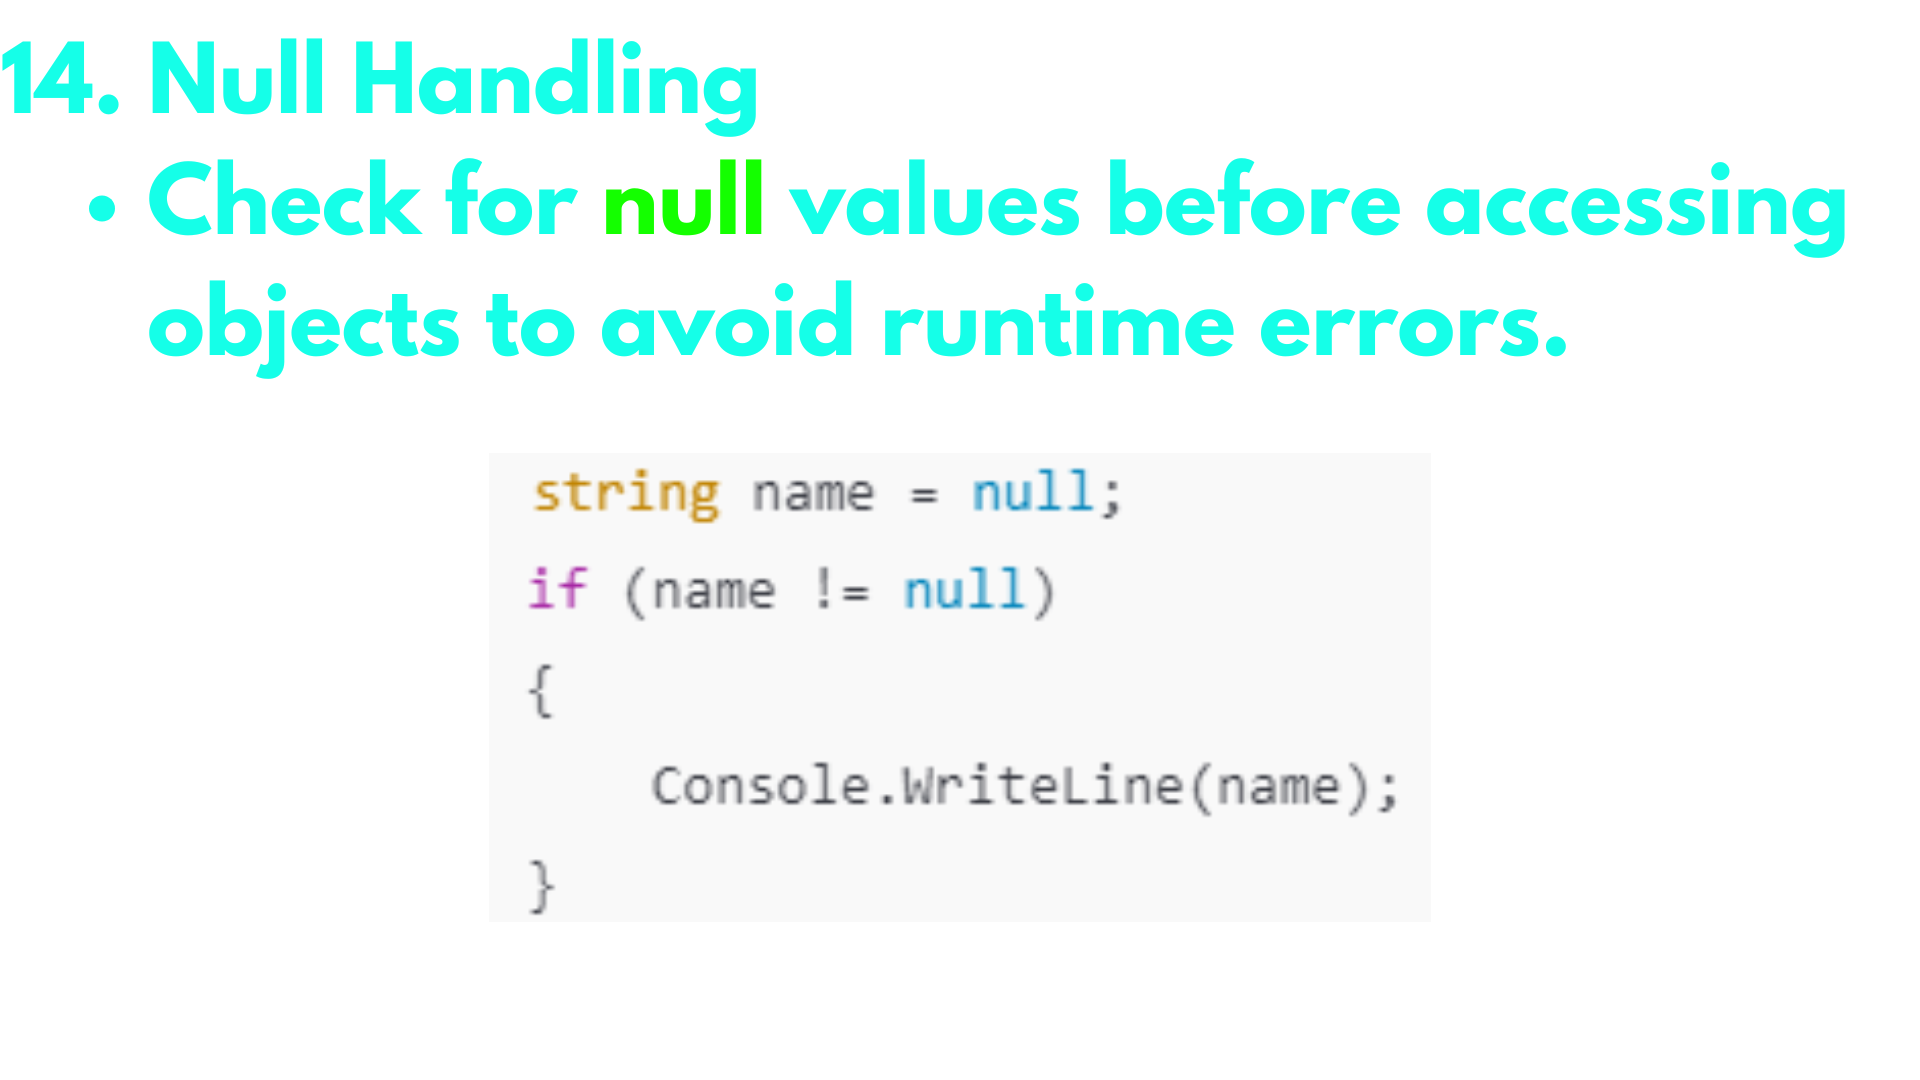 14. Null Handling
• Check for null values before accessing
objects to avoid runtime errors.
string name = null;
if (name != null)
{
    Console.WriteLine(name);
}